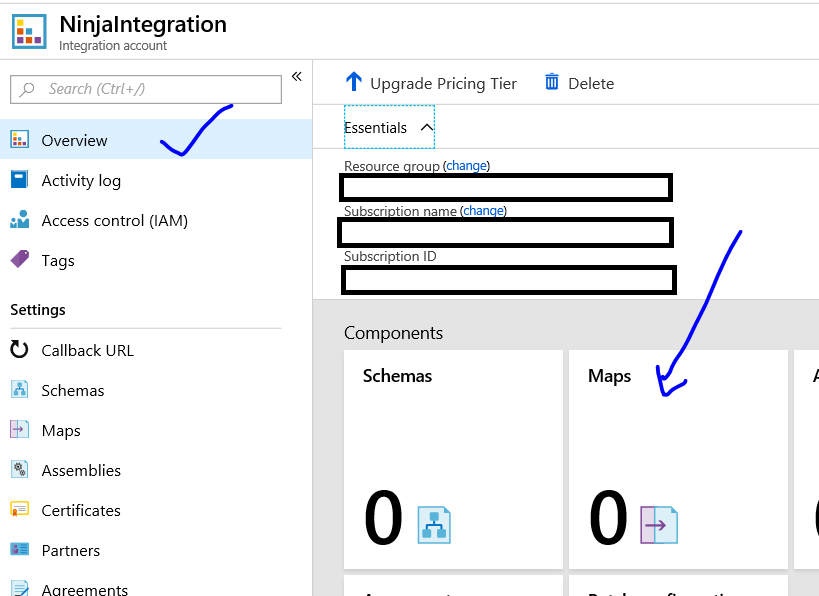 NinjaIntegration
Integration account
Search (Ctrl+/)
«
Overview
Activity log
Access control (IAM)
Tags
Settings
Callback URL
Schemas
Maps
Assemblies
Certificates
Partners
Agreements
Upgrade Pricing Tier
Delete
Essentials
Resource group (change)
Subscription name (change)
Subscription ID
Components
Schemas
0
Maps
0